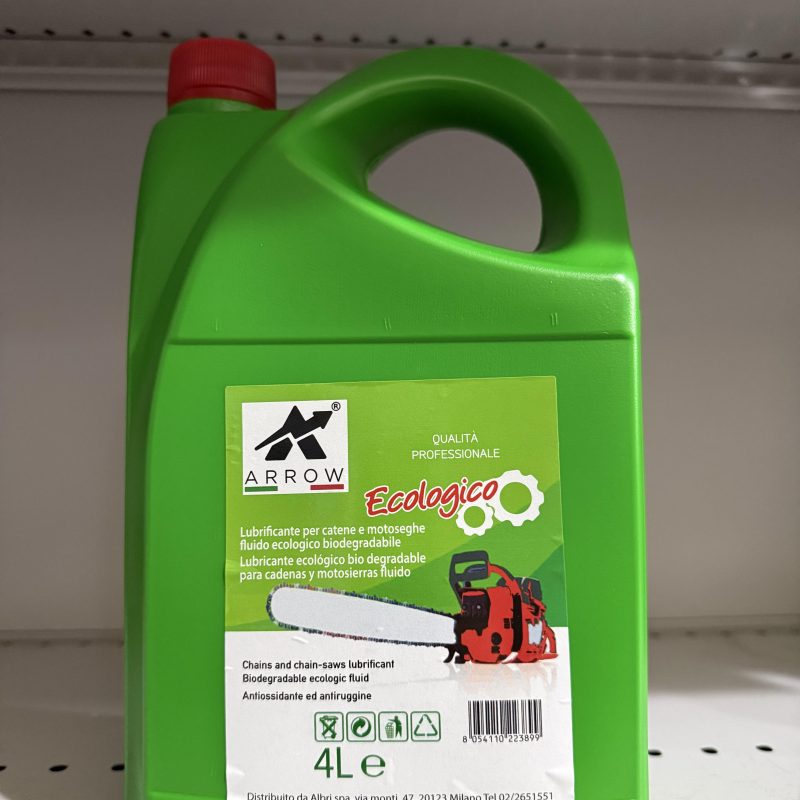 ®
ARROW
QUALITÀ
PROFESSIONALE
Ecologico
Lubrificante per catene e motoseghe
fluido ecologico biodegradabile
Lubricante ecológico bio degradable
para cadenas y motosierras fluido
Chains and chain-saws lubrificant
Biodegradable ecologic fluid
Antiossidante ed antiruggine
8 054110 223899
4L e
Distribuito da Albri spa, via monti, 47, 20123 Milano Tel 02/2651551